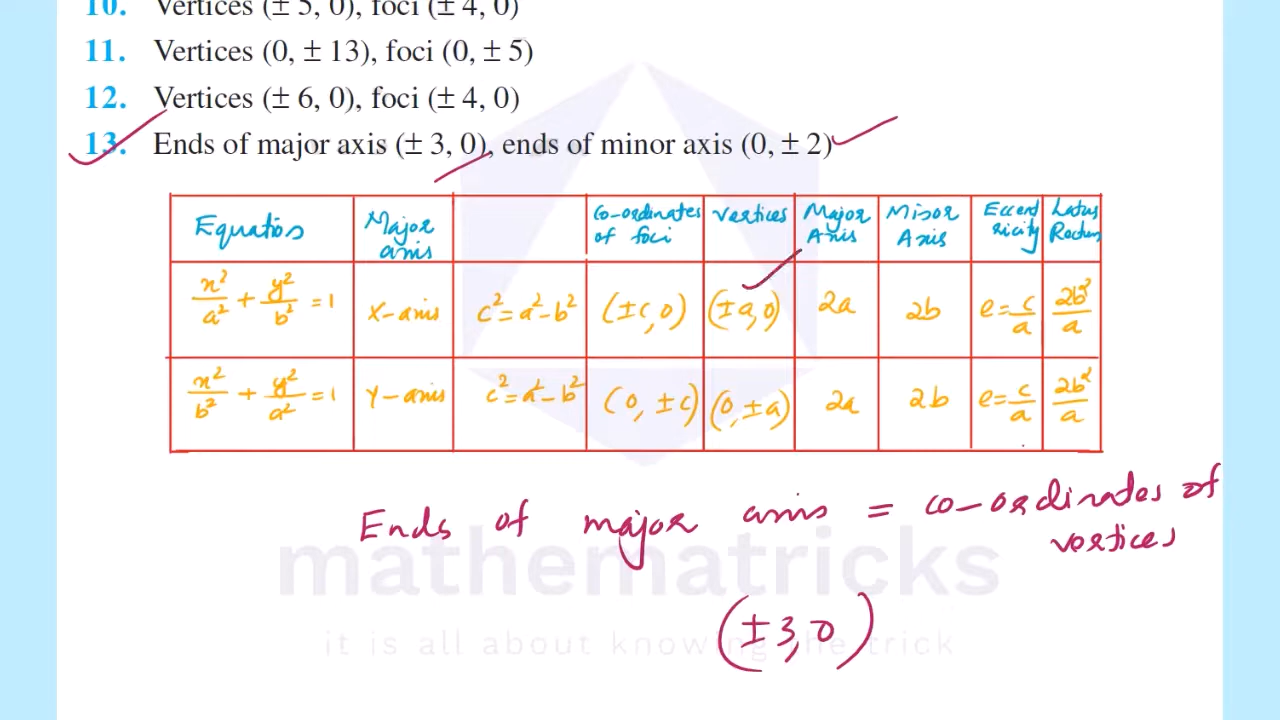 10. Vertices (± 5, 0), foci (± 4, 0)
11. Vertices (0, ± 13), foci (0, ± 5)
12. Vertices (± 6, 0), foci (± 4, 0)
13. Ends of major axis (± 3, 0), ends of minor axis (0, ± 2)
Equation | Major axis | | Co-ordinates of foci | Vertices | Major Axis | Minor Axis | Eccentricity | Latus Rectum
x²/a² + y²/b² = 1 | X-axis | c² = a² - b² | (±c, 0) | (±a, 0) | 2a | 2b | e = c/a | 2b²/a
x²/b² + y²/a² = 1 | Y-axis | c² = a² - b² | (0, ±c) | (0, ±a) | 2a | 2b | e = c/a | 2b²/a
Ends of major axis = co-ordinates of
vertices
mathematricks
(±3, 0)
it is all about knowing the trick